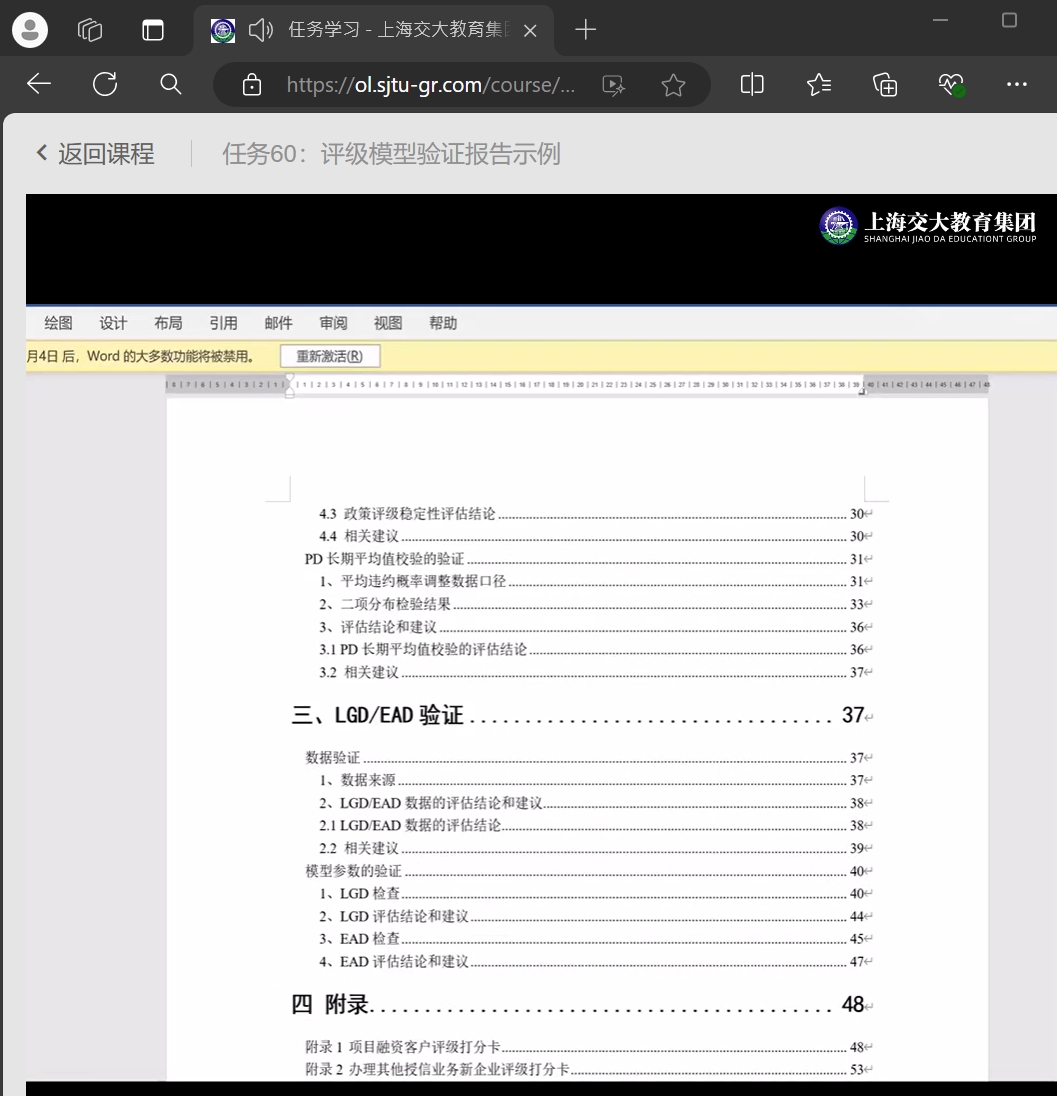 任务学习 - 上海交大教育集
https://ol.sjtu-gr.com/course/...
返回课程
任务60：评级模型验证报告示例
上海交大教育集团
SHANGHAI JIAO DA EDUCATIONT GROUP
绘图 设计 布局 引用 邮件 审阅 视图 帮助
月4日 后，Word 的大多数功能将被禁用。 重新激活(R)
4.3 政策评级稳定性评估结论 30
4.4 相关建议 30
PD 长期平均值校验的验证 31
1、平均违约概率调整数据口径 31
2、二项分布检验结果 33
3、评估结论和建议 36
3.1 PD 长期平均值校验的评估结论 36
3.2 相关建议 37
三、LGD/EAD 验证 37
数据验证 37
1、数据来源 37
2、LGD/EAD 数据的评估结论和建议 38
2.1 LGD/EAD 数据的评估结论 38
2.2 相关建议 39
模型参数的验证 40
1、LGD 检查 40
2、LGD 评估结论和建议 44
3、EAD 检查 45
4、EAD 评估结论和建议 47
四 附录 48
附录 1 项目融资客户评级打分卡 48
附录 2 办理其他授信业务新企业评级打分卡 53